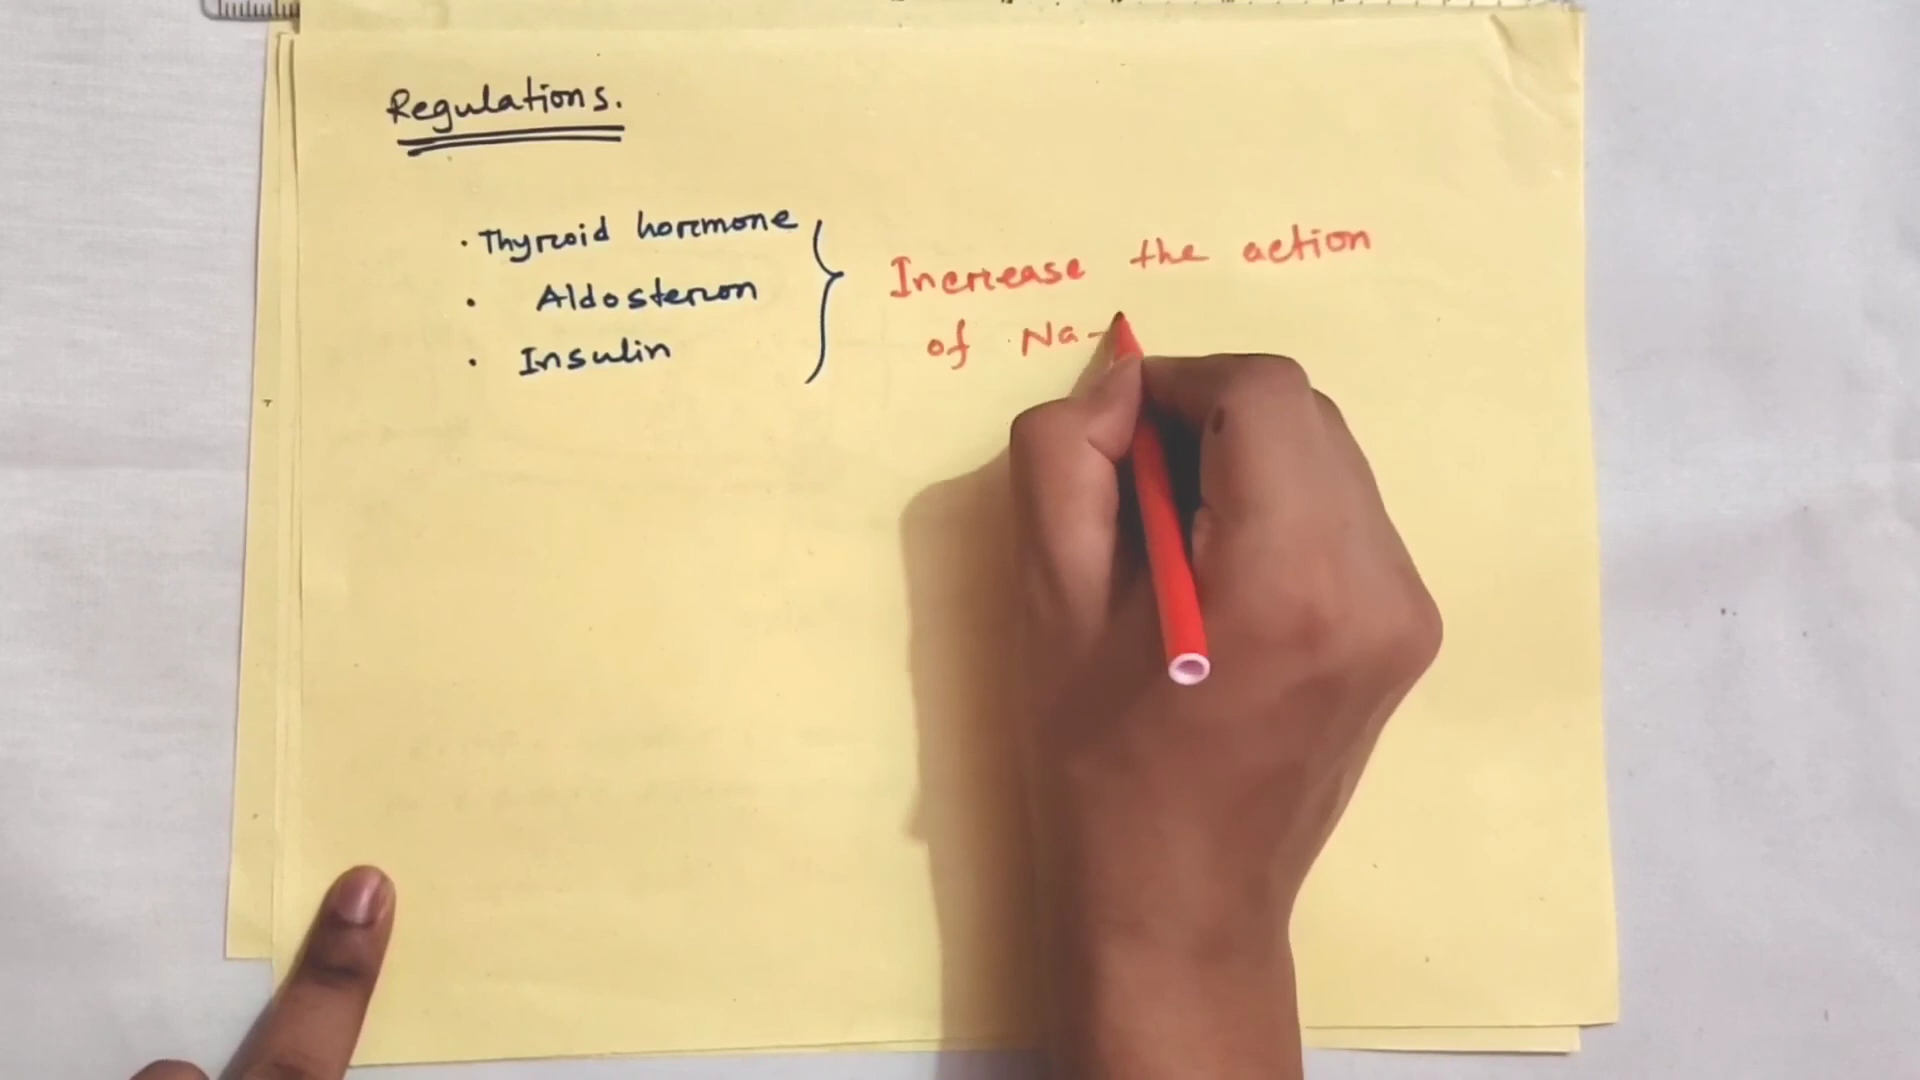 Regulations.
· Thyroid hormone
· Aldosteron
· Insulin
Increase the action
of Na-